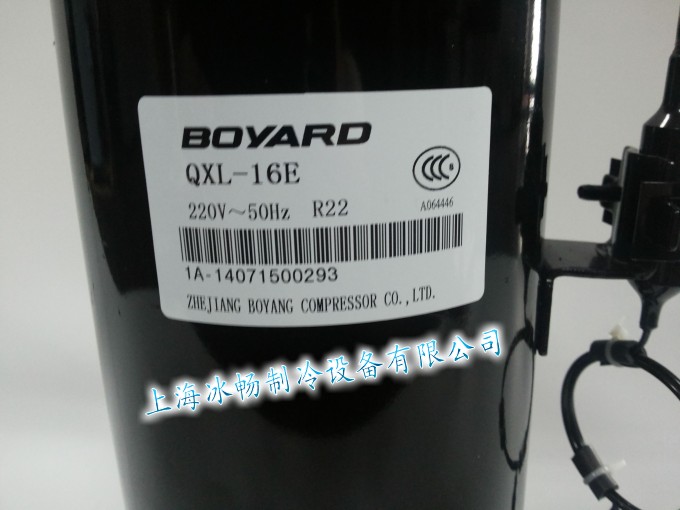 BOYARD
QXL-16E
CCC
220V～50Hz R22
A064446
1A-14071500293
ZHEJIANG BOYANG COMPRESSOR CO.,LTD.
上海冰畅制冷设备有限公司